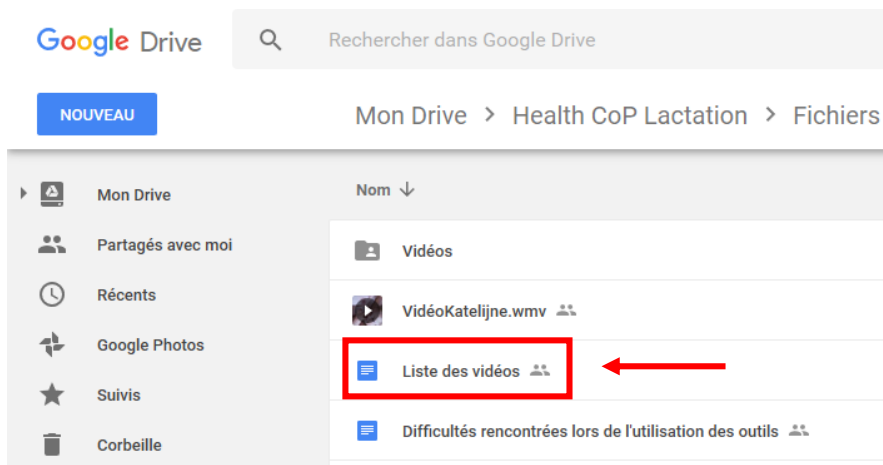 Google Drive
Rechercher dans Google Drive
NOUVEAU
Mon Drive > Health CoP Lactation > Fichiers
Mon Drive
Partagés avec moi
Récents
Google Photos
Suivis
Corbeille
Nom ↓
Vidéos
VidéoKatelijne.wmv
Liste des vidéos
Difficultés rencontrées lors de l'utilisation des outils